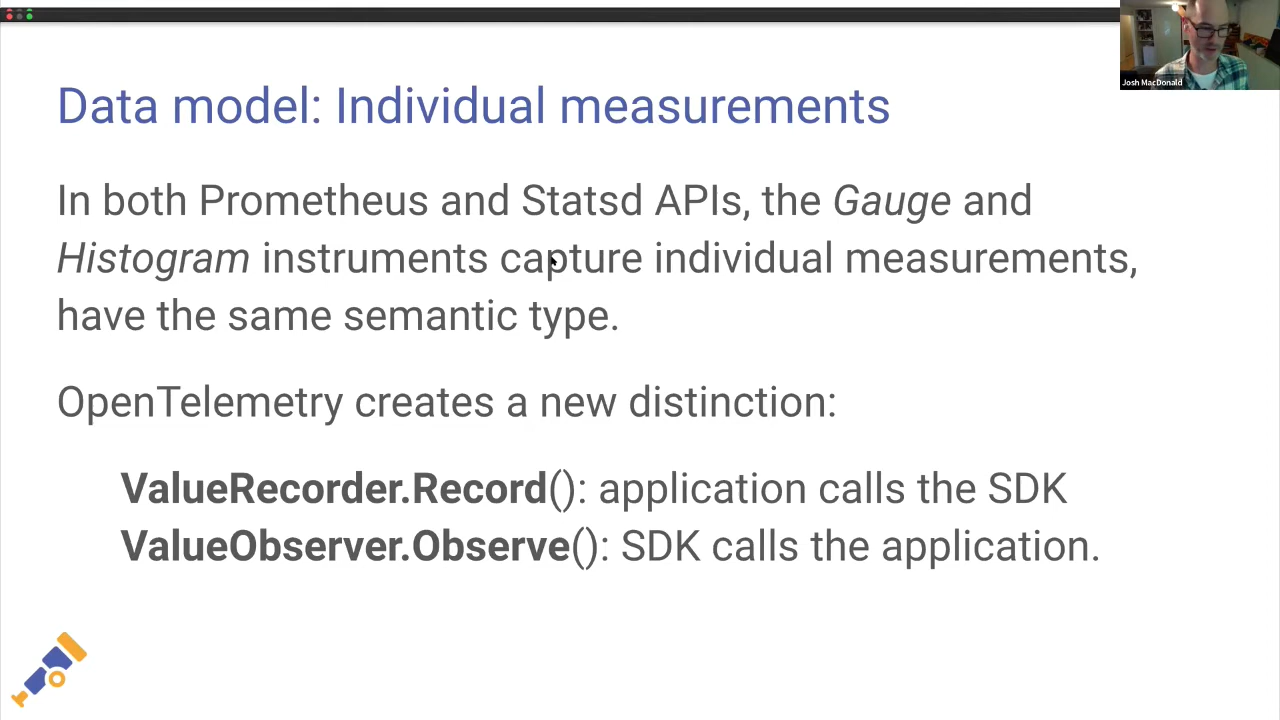 Josh MacDonald
Data model: Individual measurements
In both Prometheus and Statsd APIs, the Gauge and
Histogram instruments capture individual measurements,
have the same semantic type.
OpenTelemetry creates a new distinction:
ValueRecorder.Record(): application calls the SDK
ValueObserver.Observe(): SDK calls the application.